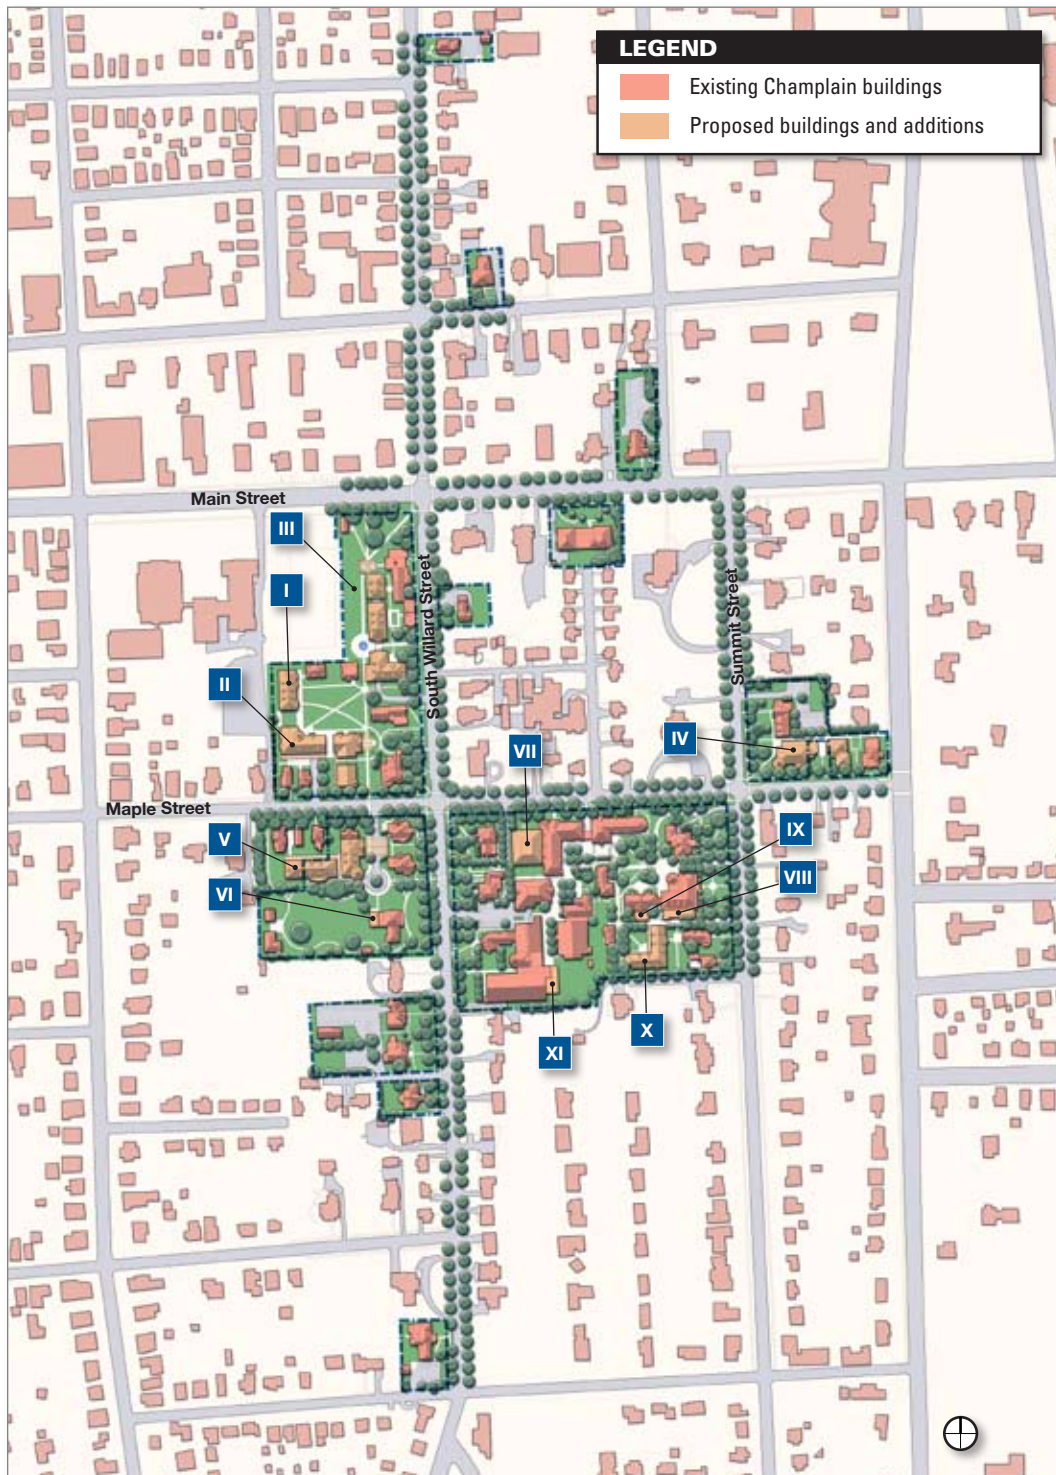 LEGEND
Existing Champlain buildings
Proposed buildings and additions
Main Street
III
I
South Willard Street
Summit Street
II
IV
VII
Maple Street
V
IX
VI
VIII
X
XI